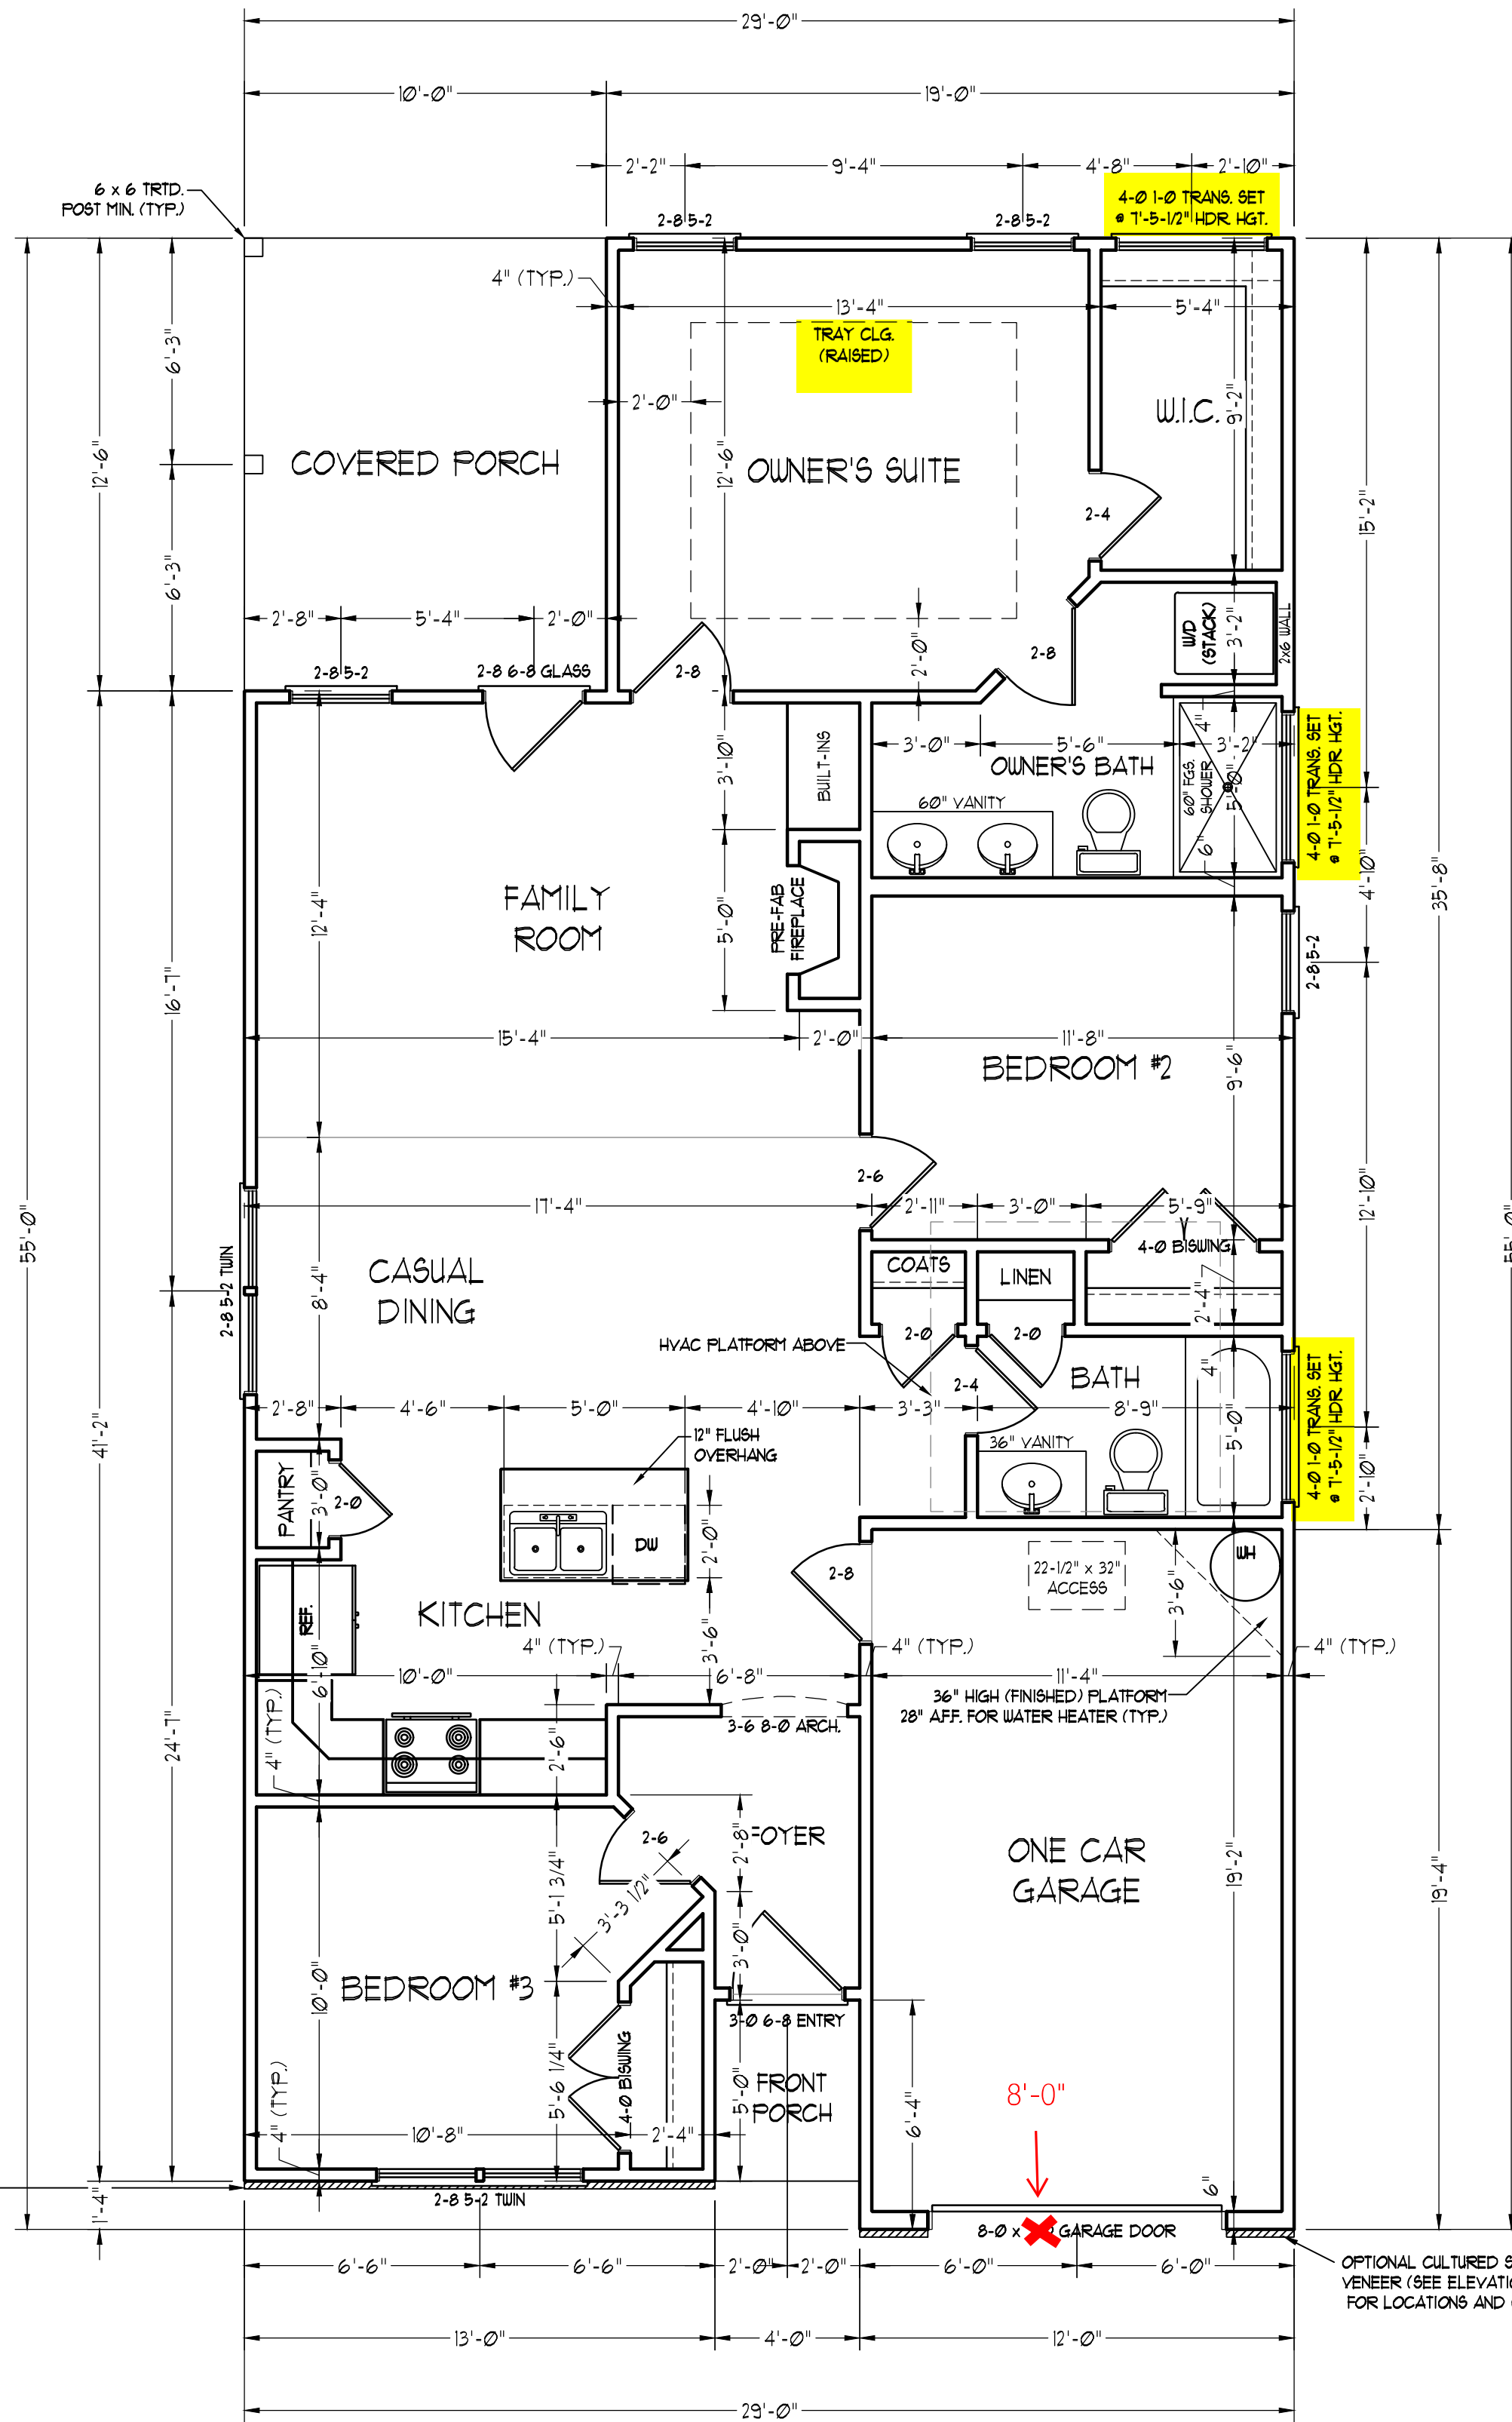 29'-0"
10'-0"
19'-0"
2'-2"
9'-4"
4'-8"
2'-10"
6 x 6 TRTD.
POST MIN. (TYP.)
4-0 1-0 TRANS. SET
@ 7'-5-1/2" HDR. HGT.
2-8 5-2
2-8 5-2
4" (TYP.)
13'-4"
5'-4"
TRAY CLG.
(RAISED)
6'-3"
2'-0"
W.I.C.
9'-2"
12'-6"
COVERED PORCH
12'-6"
OWNER'S SUITE
15'-2"
2-4
6'-3"
2'-8"
5'-4"
2'-0"
2'-0"
W/D
(STACK)
3'-2"
2x6 WALL
2-8 5-2
2-8 6-8 GLASS
2-8
2-8
3'-10"
BUILT-INS
3'-0"
5'-6"
4"
3'-2"
OWNER'S BATH
60" FGS.
SHOWER
5'-0"
4-0 1-0 TRANS. SET
@ 7'-5-1/2" HDR. HGT.
60" VANITY
6"
4'-10"
35'-8"
12'-4"
FAMILY
ROOM
5'-0"
PRE-FAB
FIREPLACE
2-8 5-2
16'-7"
15'-4"
2'-0"
11'-8"
BEDROOM #2
9'-6"
2-6
17'-4"
2'-11"
3'-0"
5'-9"
12'-10"
55'-0"
55'-0"
4-0 BISWING
2-8 5-2 TWIN
CASUAL
DINING
8'-4"
COATS
LINEN
2'-4"
HVAC PLATFORM ABOVE
2-0
2-0
2-4
BATH
4"
4-0 1-0 TRANS. SET
@ 7'-5-1/2" HDR. HGT.
2'-8"
4'-6"
5'-0"
4'-10"
3'-3"
8'-9"
41'-2"
12" FLUSH
OVERHANG
36" VANITY
5'-0"
2'-10"
PANTRY
3'-0"
2-0
DW
2'-0"
2-8
22-1/2" x 32"
ACCESS
WH
3'-6"
REF.
KITCHEN
6'-10"
3'-6"
4" (TYP.)
4" (TYP.)
4" (TYP.)
10'-0"
6'-8"
11'-4"
36" HIGH (FINISHED) PLATFORM
28" A.F.F. FOR WATER HEATER (TYP.)
4" (TYP.)
3-6 8-0 ARCH.
24'-7"
2'-6"
2-6
2'-8"
FOYER
ONE CAR
GARAGE
19'-2"
19'-4"
5'-1 3/4"
3'-3 1/2"
3'-0"
10'-0"
BEDROOM #3
3-0 6-8 ENTRY
4" (TYP.)
5'-6 1/4"
4-0 BISWING
5'-0"
FRONT
PORCH
6'-4"
8'-0"
10'-8"
2'-4"
6"
1'-4"
2-8 5-2 TWIN
8-0 x GARAGE DOOR
6'-6"
6'-6"
2'-0"
2'-0"
6'-0"
6'-0"
OPTIONAL CULTURED
VENEER (SEE
FOR LOCATIONS AND
13'-0"
4'-0"
12'-0"
29'-0"